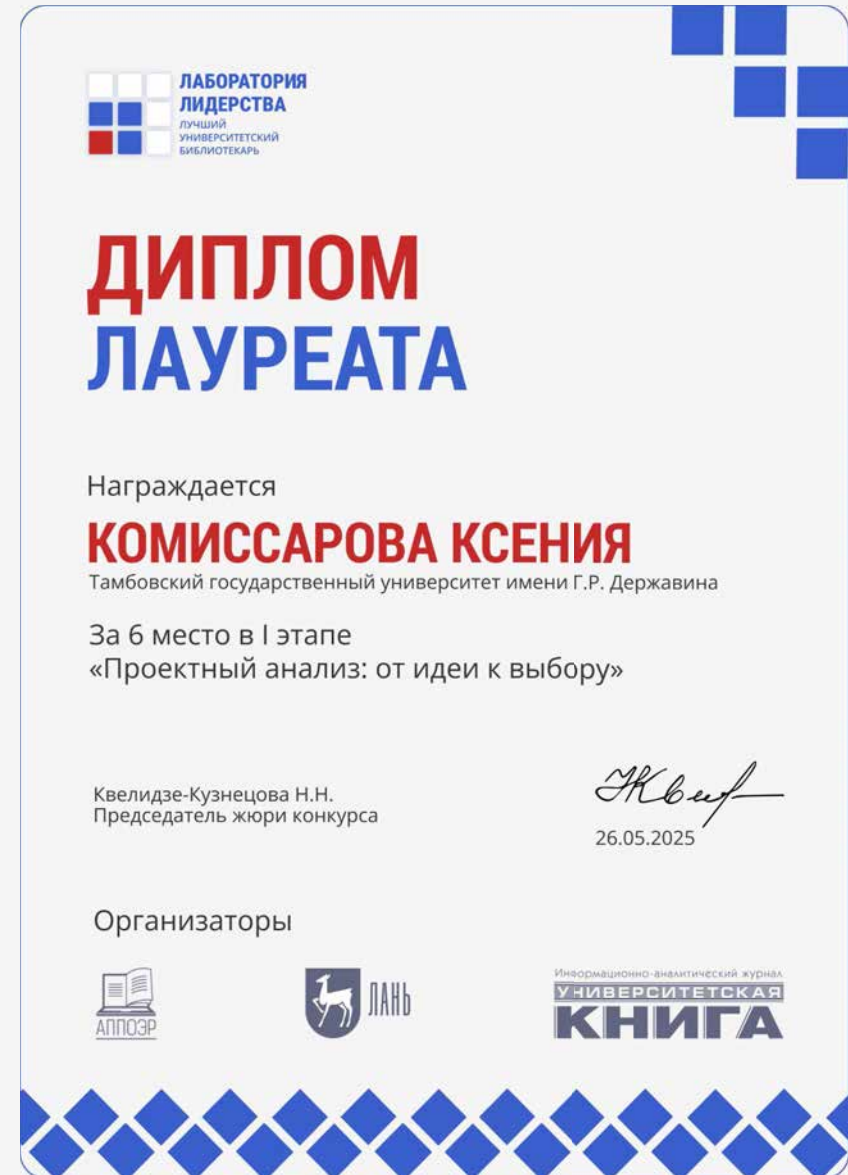 ЛАБОРАТОРИЯ
ЛИДЕРСТВА
ЛУЧШИЙ
УНИВЕРСИТЕТСКИЙ
БИБЛИОТЕКАРЬ
ДИПЛОМ
ЛАУРЕАТА
Награждается
КОМИССАРОВА КСЕНИЯ
Тамбовский государственный университет имени Г.Р. Державина
За 6 место в I этапе
«Проектный анализ: от идеи к выбору»
Квелидзе-Кузнецова Н.Н.
Председатель жюри конкурса
26.05.2025
Организаторы
АППОЭР
ЛАНЬ
Информационно-аналитический журнал
УНИВЕРСИТЕТСКАЯ
КНИГА